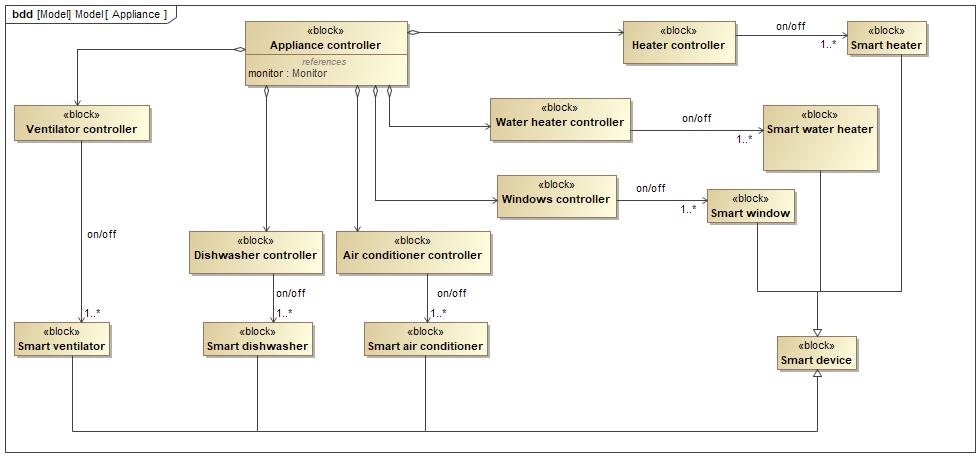 bdd [Model] Model [ Appliance ]
«block»
Appliance controller
references
monitor : Monitor
«block»
Heater controller
on/off
1..*
«block»
Smart heater
«block»
Ventilator controller
«block»
Water heater controller
on/off
1..*
«block»
Smart water heater
«block»
Windows controller
on/off
1..*
«block»
Smart window
on/off
1..*
«block»
Dishwasher controller
on/off
1..*
«block»
Air conditioner controller
on/off
1..*
«block»
Smart ventilator
«block»
Smart dishwasher
«block»
Smart air conditioner
«block»
Smart device